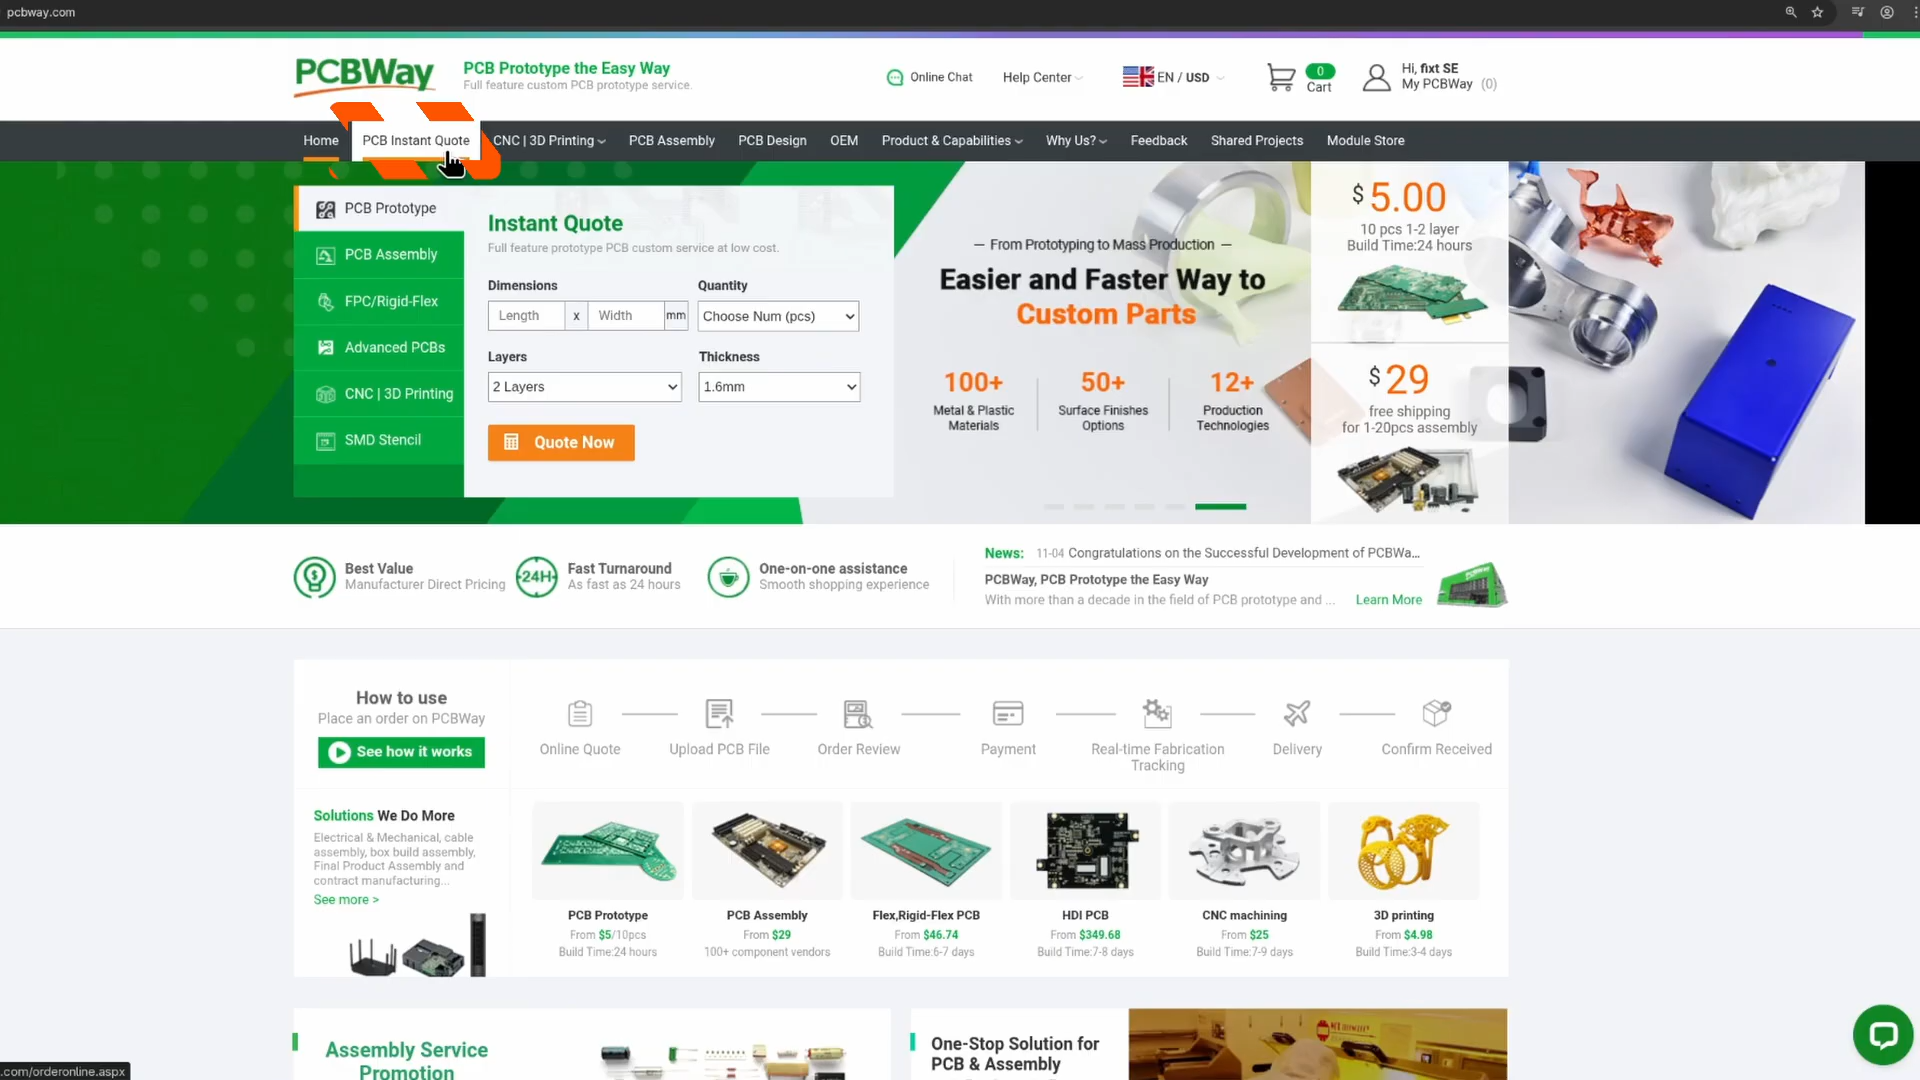 pcbway.com
PCBWay
PCB Prototype the Easy Way
Full feature custom PCB prototype service.
Online Chat
Help Center
EN / USD
0
Cart
Hi, fixt SE
My PCBWay (0)
Home
PCB Instant Quote
CNC | 3D Printing
PCB Assembly
PCB Design
OEM
Product & Capabilities
Why Us?
Feedback
Shared Projects
Module Store
PCB Prototype
PCB Assembly
FPC/Rigid-Flex
Advanced PCBs
CNC | 3D Printing
SMD Stencil
Instant Quote
Full feature prototype PCB custom service at low cost.
Dimensions
Quantity
Length
x
Width
mm
Choose Num (pcs)
Layers
Thickness
2 Layers
1.6mm
Quote Now
— From Prototyping to Mass Production —
Easier and Faster Way to
Custom Parts
100+
Metal & Plastic
Materials
50+
Surface Finishes
Options
12+
Production
Technologies
$ 5.00
10 pcs 1-2 layer
Build Time:24 hours
$ 29
free shipping
for 1-20pcs assembly
Best Value
Manufacturer Direct Pricing
24H
Fast Turnaround
As fast as 24 hours
One-on-one assistance
Smooth shopping experience
News: 11-04 Congratulations on the Successful Development of PCBWa...
PCBWay, PCB Prototype the Easy Way
With more than a decade in the field of PCB prototype and ...
Learn More
How to use
Place an order on PCBWay
See how it works
Online Quote
Upload PCB File
Order Review
Payment
Real-time Fabrication
Tracking
Delivery
Confirm Received
Solutions We Do More
Electrical & Mechanical, cable
assembly, box build assembly,
Final Product Assembly and
contract manufacturing...
See more >
PCB Prototype
From $5/10pcs
Build Time:24 hours
PCB Assembly
From $29
100+ component vendors
Flex,Rigid-Flex PCB
From $46.74
Build Time:6-7 days
HDI PCB
From $349.68
Build Time:7-8 days
CNC machining
From $25
Build Time:7-9 days
3D printing
From $4.98
Build Time:3-4 days
Assembly Service
Promotion
One-Stop Solution for
PCB & Assembly
.com/orderonline.aspx